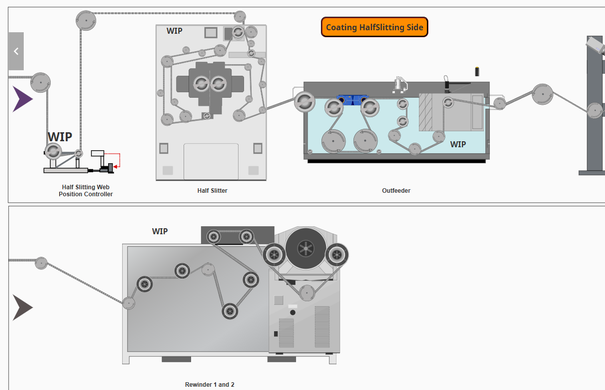 WIP
Coating HalfSlitting Side
WIP
WIP
Half Slitting Web
Position Controller
Half Slitter
Outfeeder
WIP
Rewinder 1 and 2